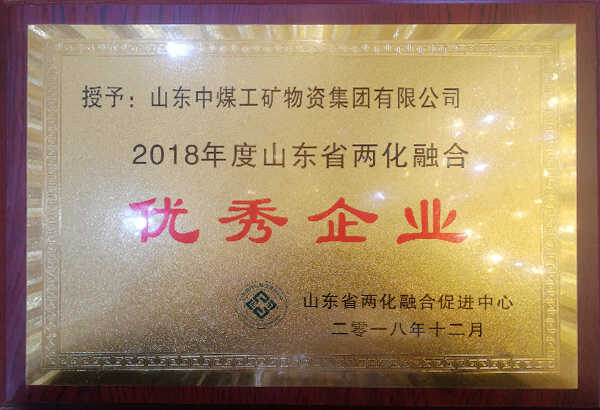 授予：山东中煤工矿物资集团有限公司
2018年度山东省两化融合
优秀企业
山东省两化融合促进中心
二零一八年十二月